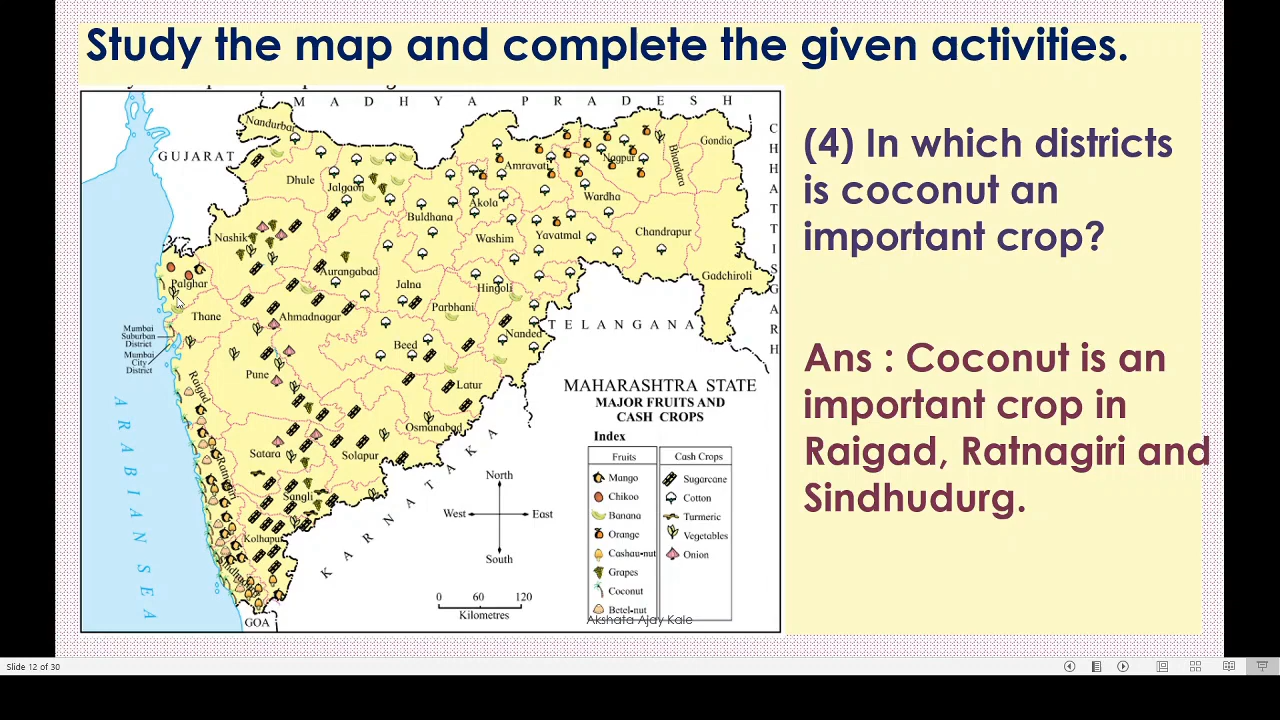 Study the map and complete the given activities.
M A D H Y A P R A D E S H
C H H A T T I S G A R H
GUJARAT
Nandurbar
Dhule
Jalgaon
Amravati
Nagpur
Bhandara
Gondia
Akola
Wardha
Buldhana
Nashik
Washim
Yavatmal
Chandrapur
Aurangabad
Palghar
Jalna
Hingoli
Gadchiroli
Parbhani
Thane
Ahmadnagar
Mumbai
Suburban
District
Mumbai
City
District
Beed
Nanded
T E L A N G A N A
Pune
Latur
Raigad
Osmanabad
Satara
Solapur
Ratnagiri
Sangli
Kolhapur
GOA
A R A B I A N S E A
K A R N A T A K A
North
West
East
South
0 60 120
Kilometres
MAHARASHTRA STATE
MAJOR FRUITS AND
CASH CROPS
Index
Fruits
Cash Crops
Mango
Chikoo
Banana
Orange
Cashau-nut
Grapes
Coconut
Betel-nut
Sugarcane
Cotton
Turmeric
Vegetables
Onion
Akshata Ajay Kale
(4) In which districts
is coconut an
important crop?
Ans : Coconut is an
important crop in
Raigad, Ratnagiri and
Sindhudurg.
Slide 12 of 30